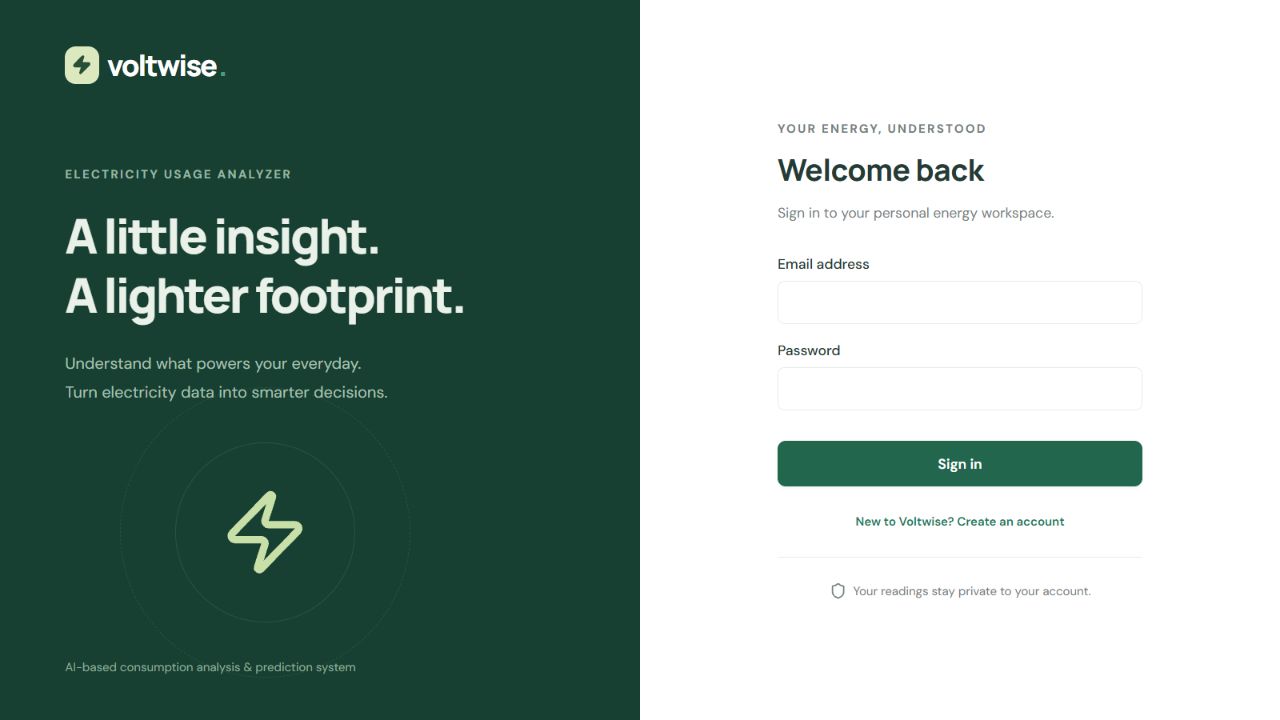 voltwise.
ELECTRICITY USAGE ANALYZER
A little insight.
A lighter footprint.
Understand what powers your everyday.
Turn electricity data into smarter decisions.
AI-based consumption analysis & prediction system
YOUR ENERGY, UNDERSTOOD
Welcome back
Sign in to your personal energy workspace.
Email address
Password
Sign in
New to Voltwise? Create an account
Your readings stay private to your account.